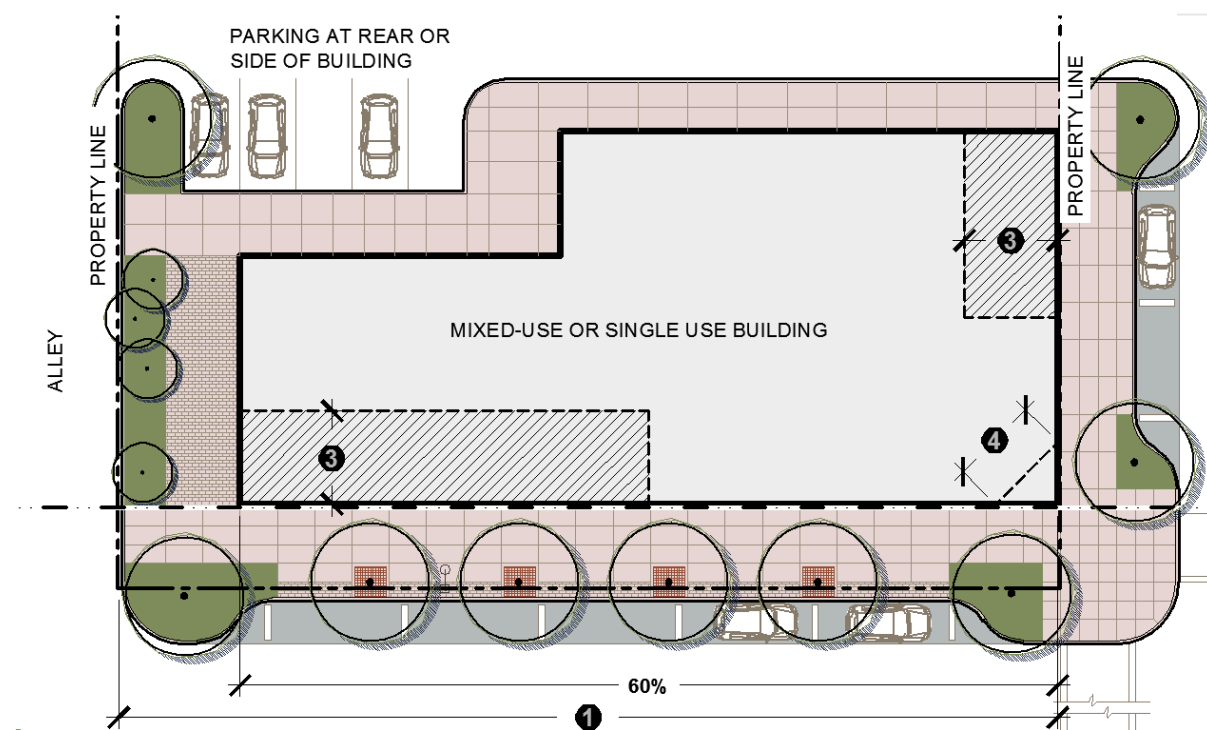 PARKING AT REAR OR
SIDE OF BUILDING
PROPERTY LINE
PROPERTY LINE
3
MIXED-USE OR SINGLE USE BUILDING
ALLEY
4
3
60%
1